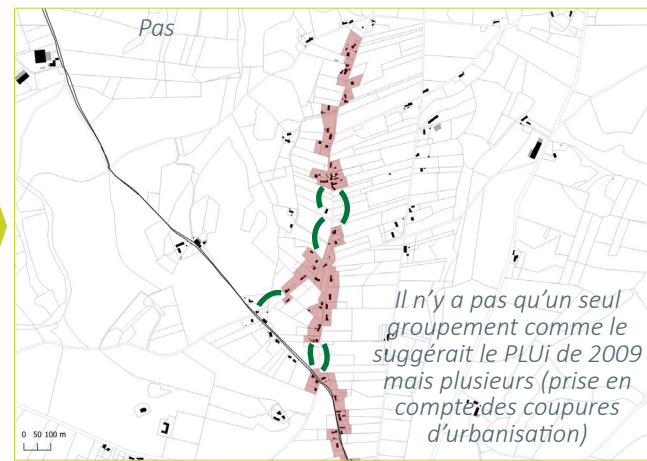 Pas
Il n'y a pas qu'un seul
groupement comme le
suggérait le PLUi de 2009
mais plusieurs (prise en
compte des coupures
d'urbanisation)
0 50 100 m